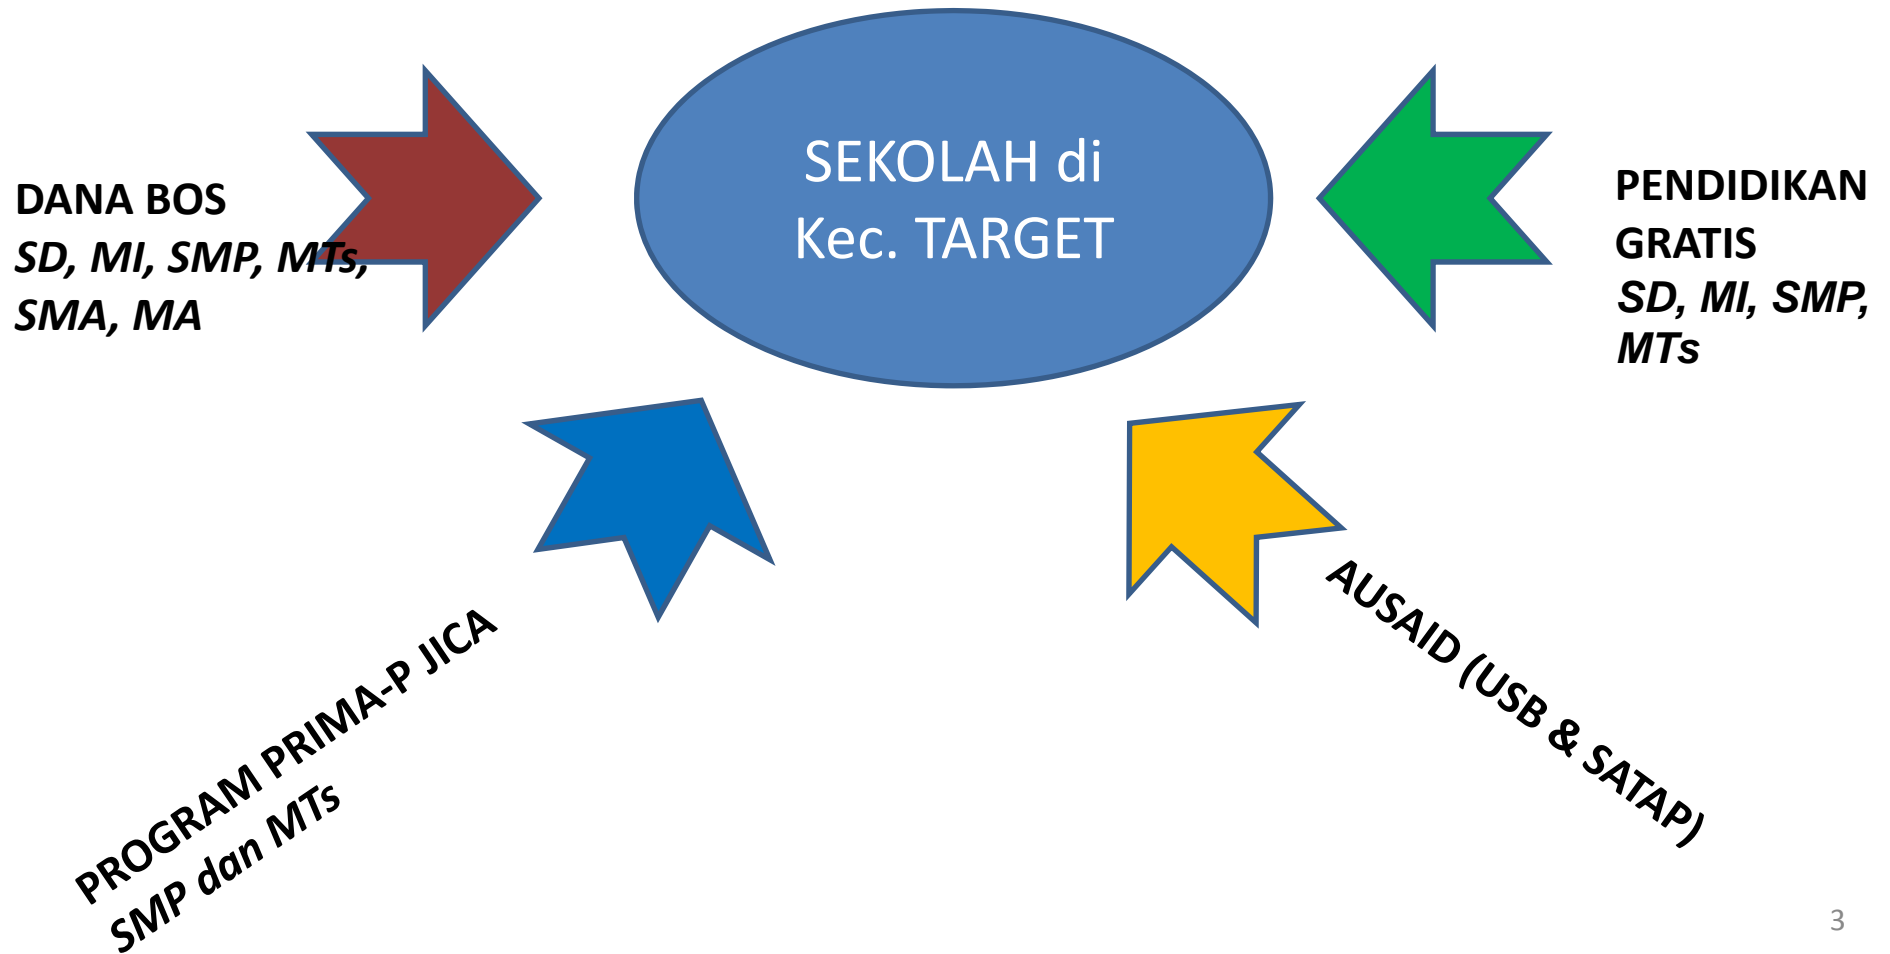 SEKOLAH di
Kec. TARGET
DANA BOS
SD, MI, SMP, MTs,
SMA, MA
PENDIDIKAN
GRATIS
SD, MI, SMP,
MTs
PROGRAM PRIMA-P JICA
SMP dan MTs
AUSAID (USB & SATAP)
3